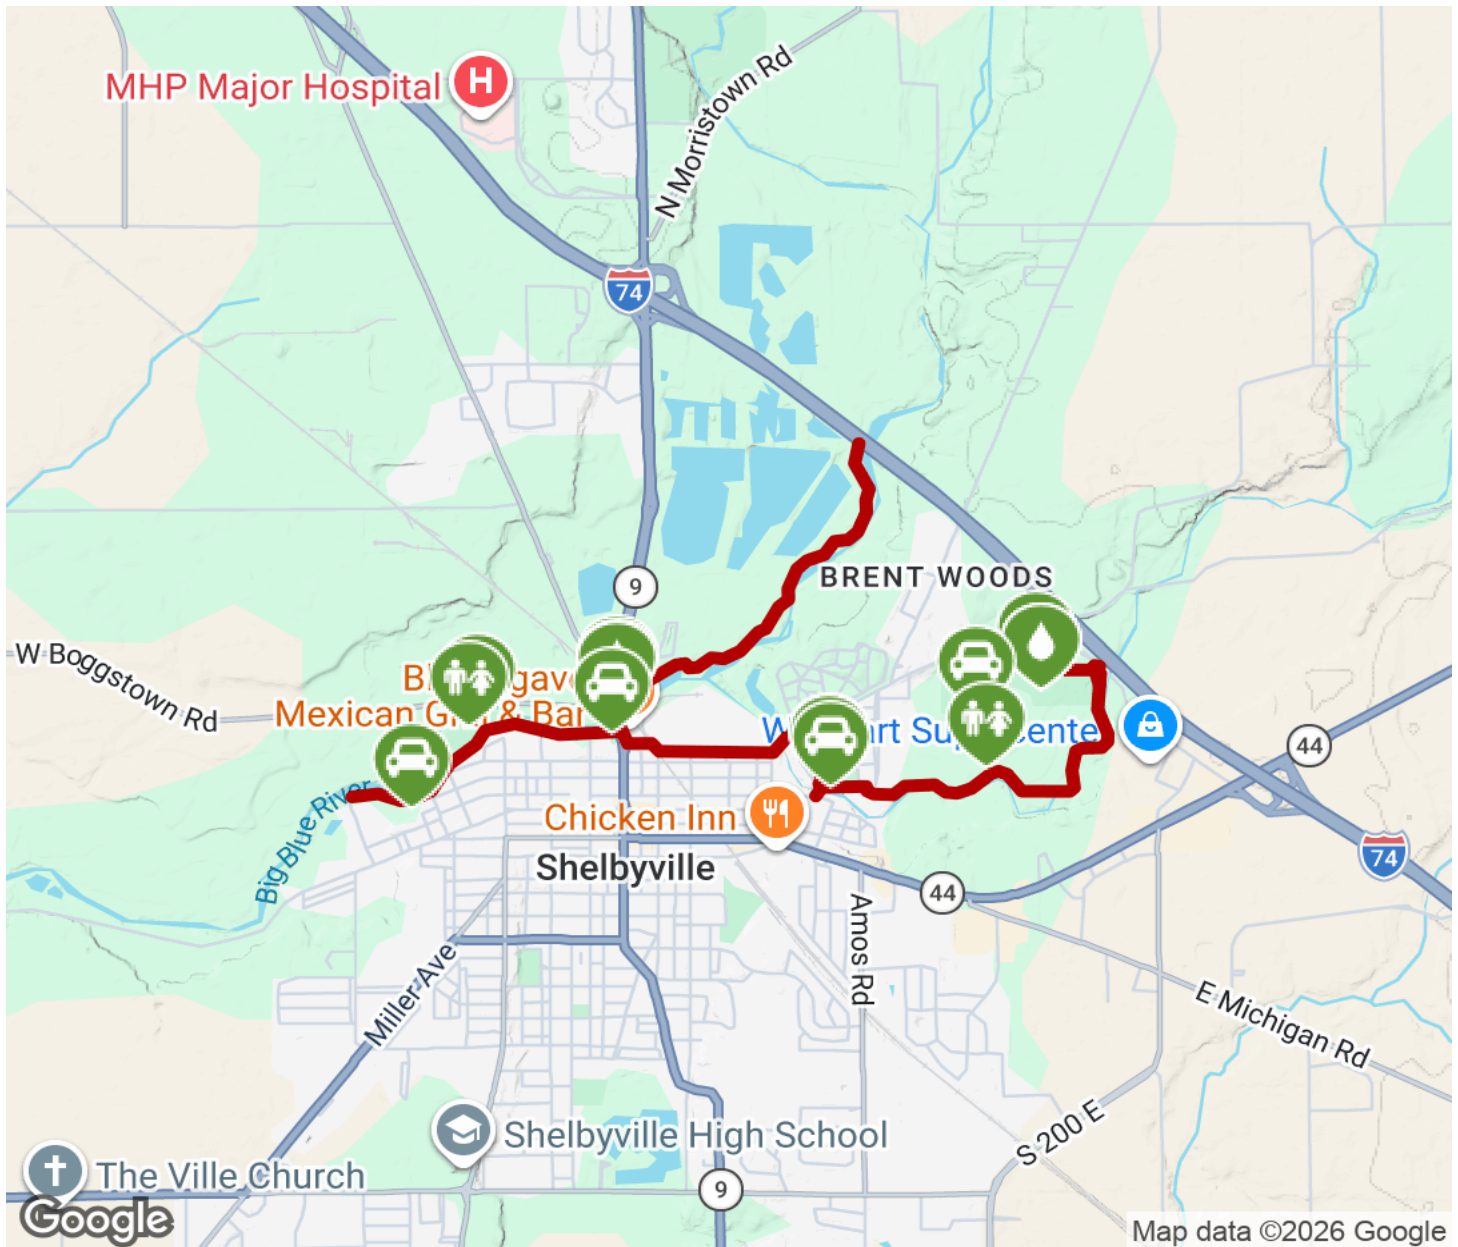 MHP Major Hospital
H
N Morristown Rd
74
9
BRENT WOODS
W Boggstown Rd
Mexican Grill & Bar
Big Blue River
Chicken Inn
Shelbyville
44
74
44
Amos Rd
Miller Ave
E Michigan Rd
S 200 E
Shelbyville High School
The Ville Church
9
Google
Map data ©2026 Google